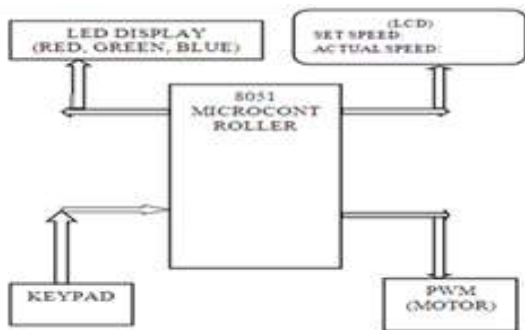 LED DISPLAY
(RED, GREEN, BLUE)
(LCD)
SET SPEED
ACTUAL SPEED:
8051
MICROCONT
ROLLER
KEYPAD
PWM
(MOTOR)